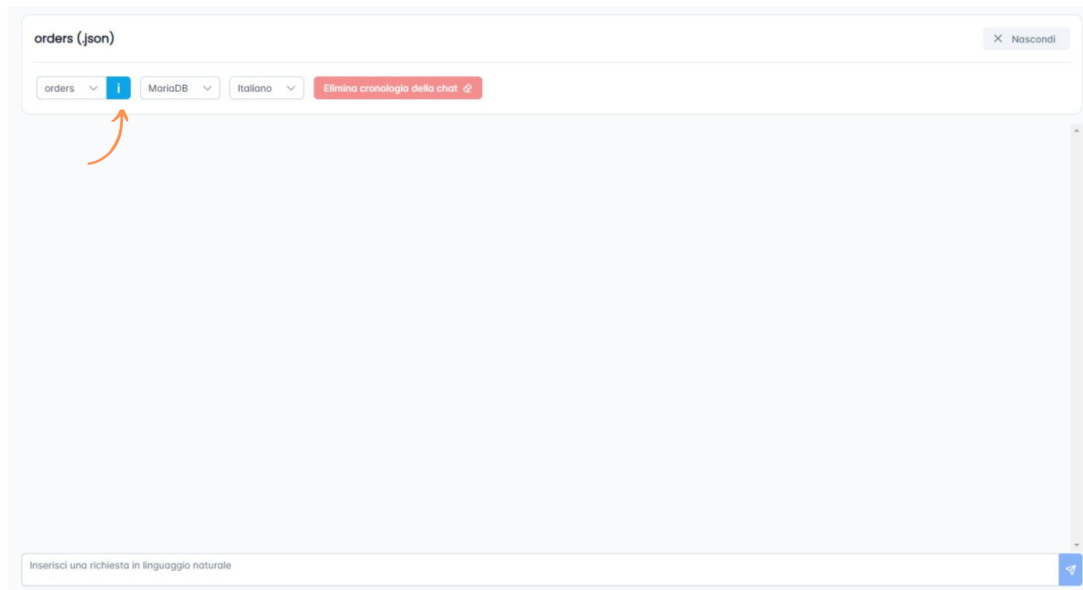 orders (.json)
Nascondi
orders i MariaDB Italiano Elimina cronologia della chat
Inserisci una richiesta in linguaggio naturale